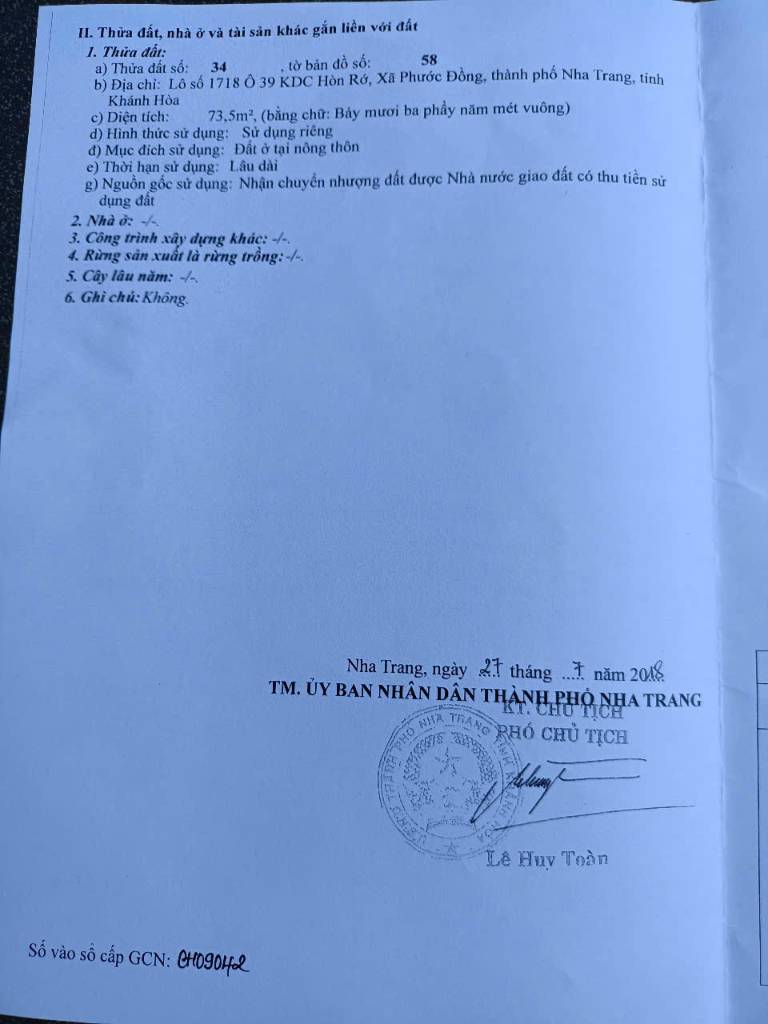 II. Thửa đất, nhà ở và tài sản khác gắn liền với đất
1. Thửa đất:
a) Thửa đất số: 34 , tờ bản đồ số: 58
b) Địa chỉ: Lô số 1718 Ô 39 KDC Hòn Rớ, Xã Phước Đồng, thành phố Nha Trang, tỉnh
Khánh Hòa
c) Diện tích: 73,5m², (bằng chữ: Bảy mươi ba phẩy năm mét vuông)
d) Hình thức sử dụng: Sử dụng riêng
đ) Mục đích sử dụng: Đất ở tại nông thôn
e) Thời hạn sử dụng: Lâu dài
g) Nguồn gốc sử dụng: Nhận chuyển nhượng đất được Nhà nước giao đất có thu tiền sử
dụng đất
2. Nhà ở: -/-.
3. Công trình xây dựng khác: -/-.
4. Rừng sản xuất là rừng trồng: -/-.
5. Cây lâu năm: -/-.
6. Ghi chú: Không.
Nha Trang, ngày 27 tháng ...7 năm 2018
TM. ỦY BAN NHÂN DÂN THÀNH PHỐ NHA TRANG
KT. CHỦ TỊCH
PHÓ CHỦ TỊCH
THÀNH PHỐ NHA TRANG TỈNH KHÁNH HÒA
Lê Huy Toàn
Số vào sổ cấp GCN: CH09042